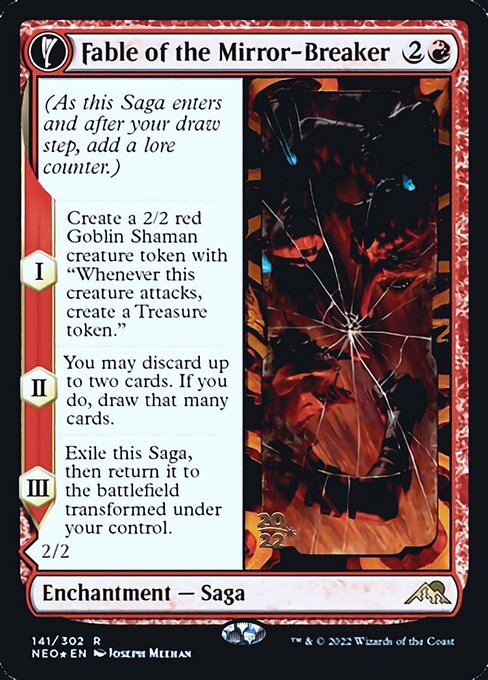 Fable of the Mirror-Breaker 2
(As this Saga enters
and after your draw
step, add a lore
counter.)
I
Create a 2/2 red
Goblin Shaman
creature token with
“Whenever this
creature attacks,
create a Treasure
token.”
II
You may discard up
to two cards. If you
do, draw that many
cards.
III
Exile this Saga,
then return it to
the battlefield
transformed under
your control.
2/2
20
22
Enchantment — Saga
141/302 R
NEO★EN Joseph Meehan
™ & © 2022 Wizards of the Coast